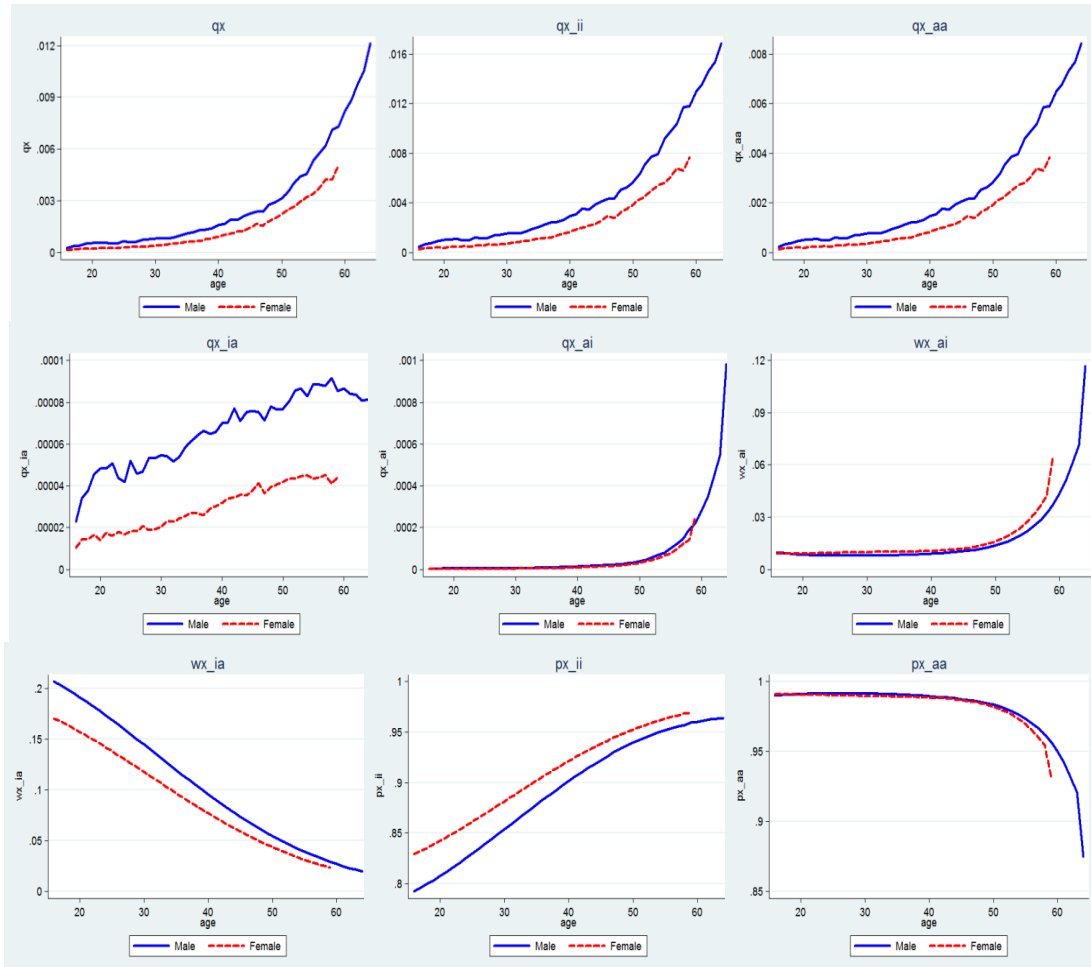 qx
qx_ii
qx_aa
.012
.009
.006
.003
0
qx
20 30 40 50 60
age
Male Female
.016
.012
.008
.004
0
qx_ii
20 30 40 50 60
age
Male Female
.008
.006
.004
.002
0
qx_aa
20 30 40 50 60
age
Male Female
qx_ia
qx_ai
wx_ai
.0001
.00008
.00006
.00004
.00002
0
qx_ia
20 30 40 50 60
age
Male Female
.001
.0008
.0006
.0004
.0002
0
qx_ai
20 30 40 50 60
age
Male Female
.12
.09
.06
.03
0
wx_ai
20 30 40 50 60
age
Male Female
wx_ia
px_ii
px_aa
.2
.15
.1
.05
0
wx_ia
20 30 40 50 60
age
Male Female
1
.95
.9
.85
.8
px_ii
20 30 40 50 60
age
Male Female
1
.95
.9
.85
px_aa
20 30 40 50 60
age
Male Female